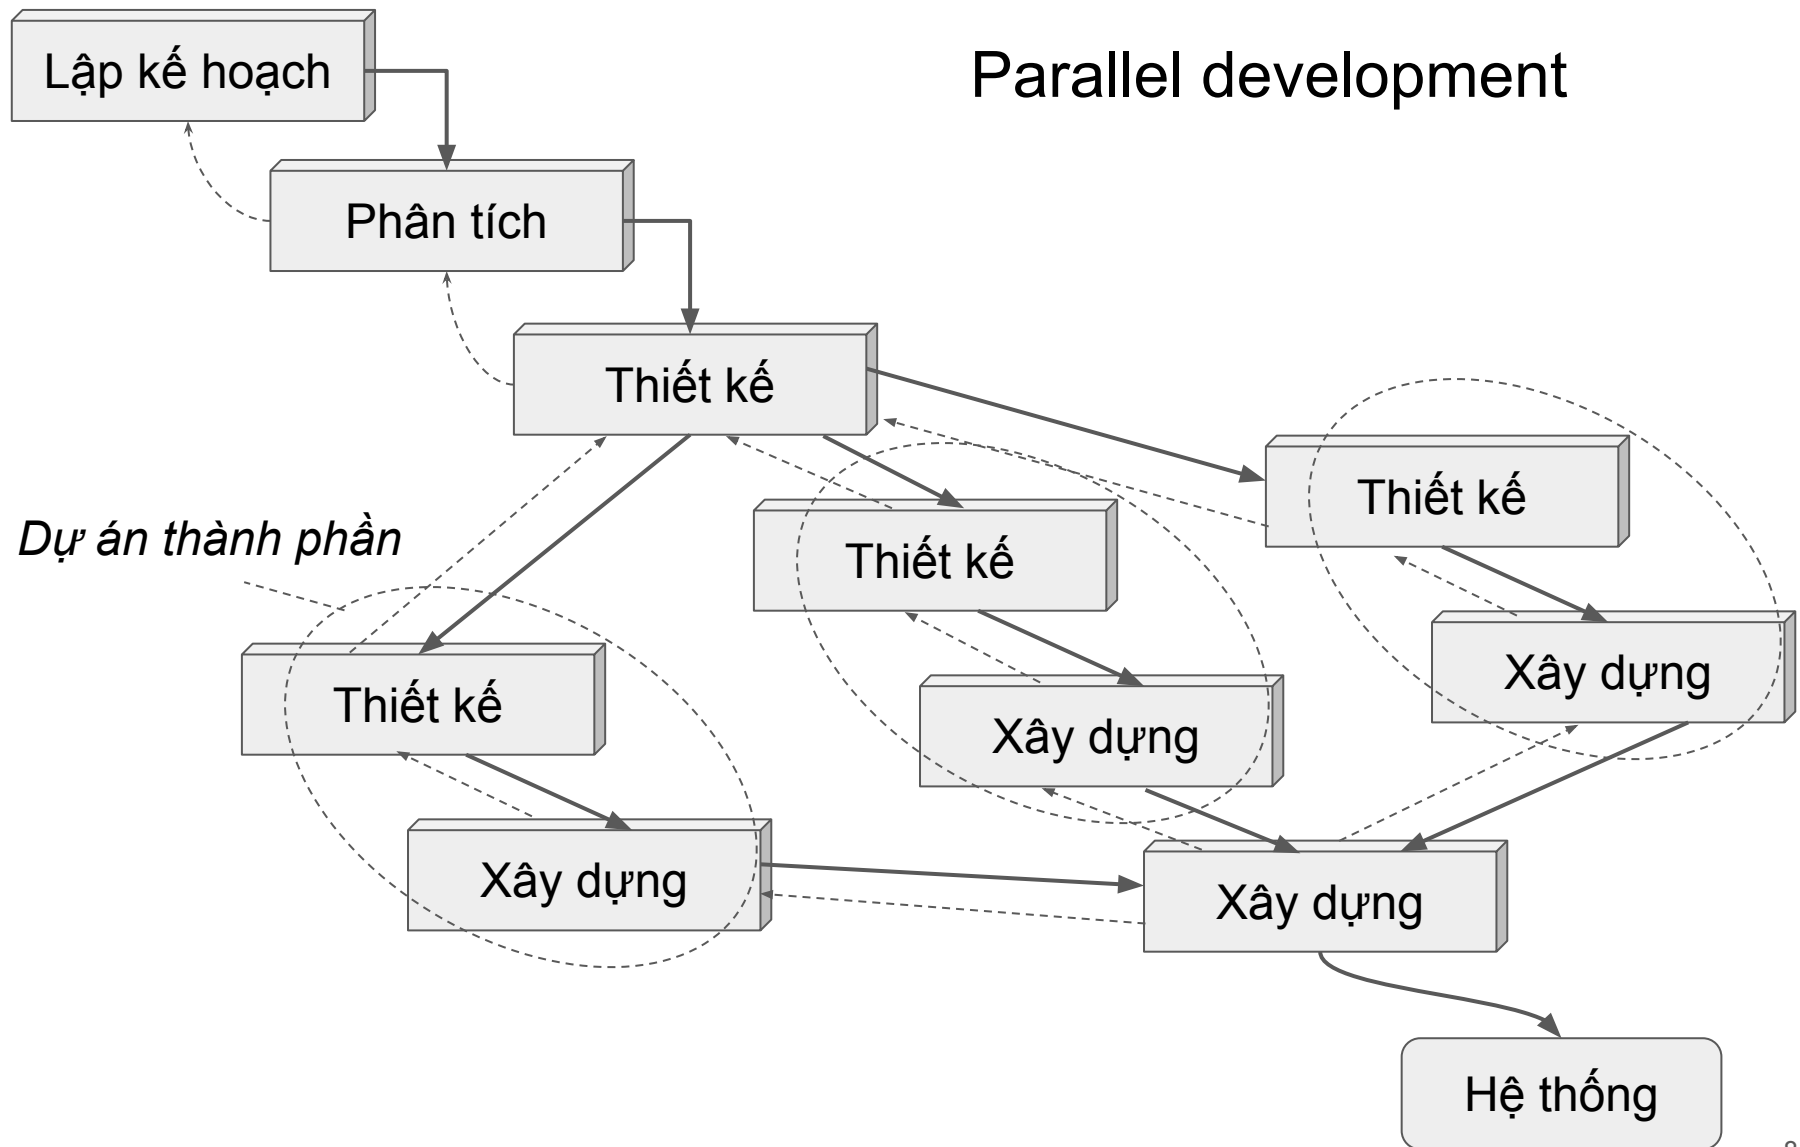 Lập kế hoạch
Parallel development
Phân tích
Thiết kế
Thiết kế
Dự án thành phần
Thiết kế
Thiết kế
Xây dựng
Xây dựng
Xây dựng
Xây dựng
Hệ thống